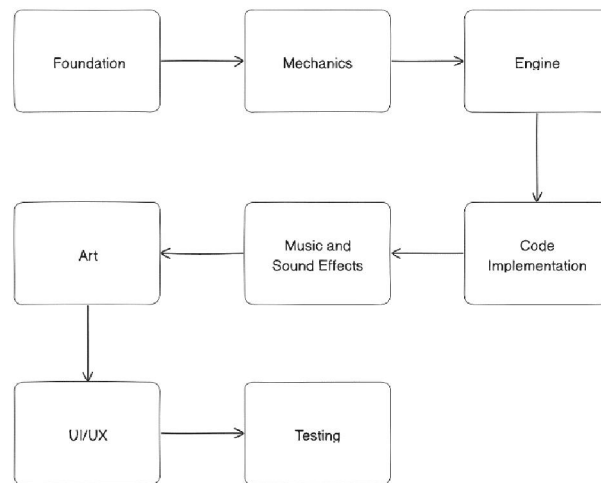 Foundation
Mechanics
Engine
Art
Music and
Sound Effects
Code
Implementation
UI/UX
Testing